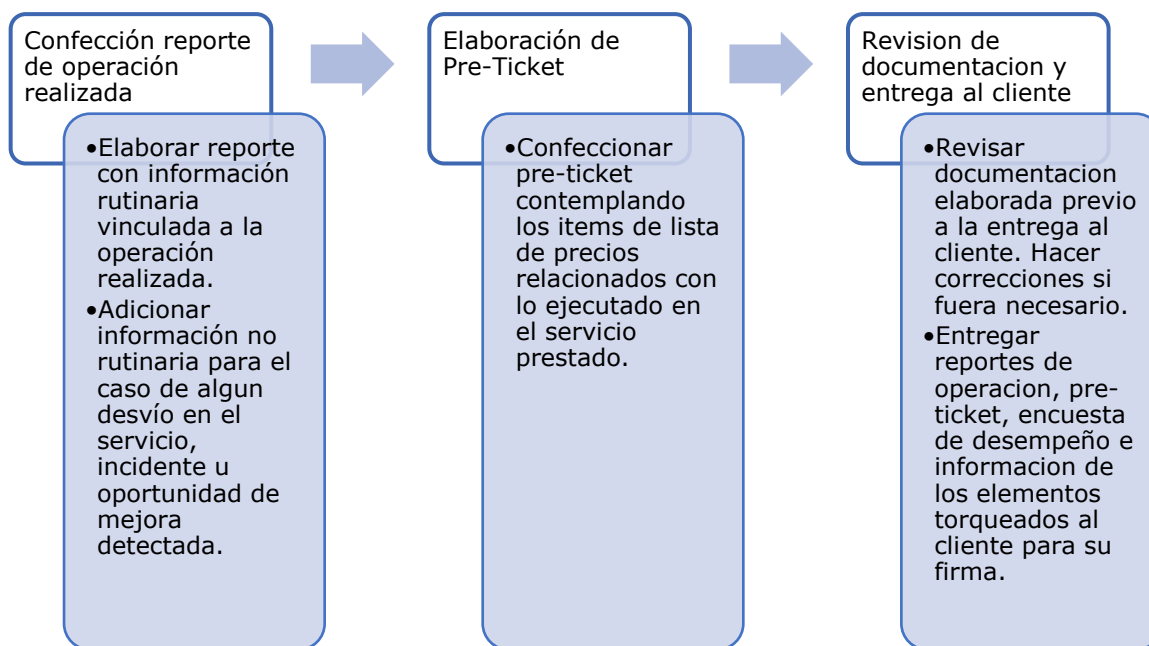 Confección reporte
de operación
realizada
•Elaborar reporte
con información
rutinaria
vinculada a la
operación
realizada.
•Adicionar
información no
rutinaria para el
caso de algun
desvío en el
servicio,
incidente u
oportunidad de
mejora
detectada.
Elaboración de
Pre-Ticket
•Confeccionar
pre-ticket
contemplando
los items de lista
de precios
relacionados con
lo ejecutado en
el servicio
prestado.
Revision de
documentacion y
entrega al cliente
•Revisar
documentacion
elaborada previo
a la entrega al
cliente. Hacer
correcciones si
fuera necesario.
•Entregar
reportes de
operacion, pre-
ticket, encuesta
de desempeño e
informacion de
los elementos
torqueados al
cliente para su
firma.